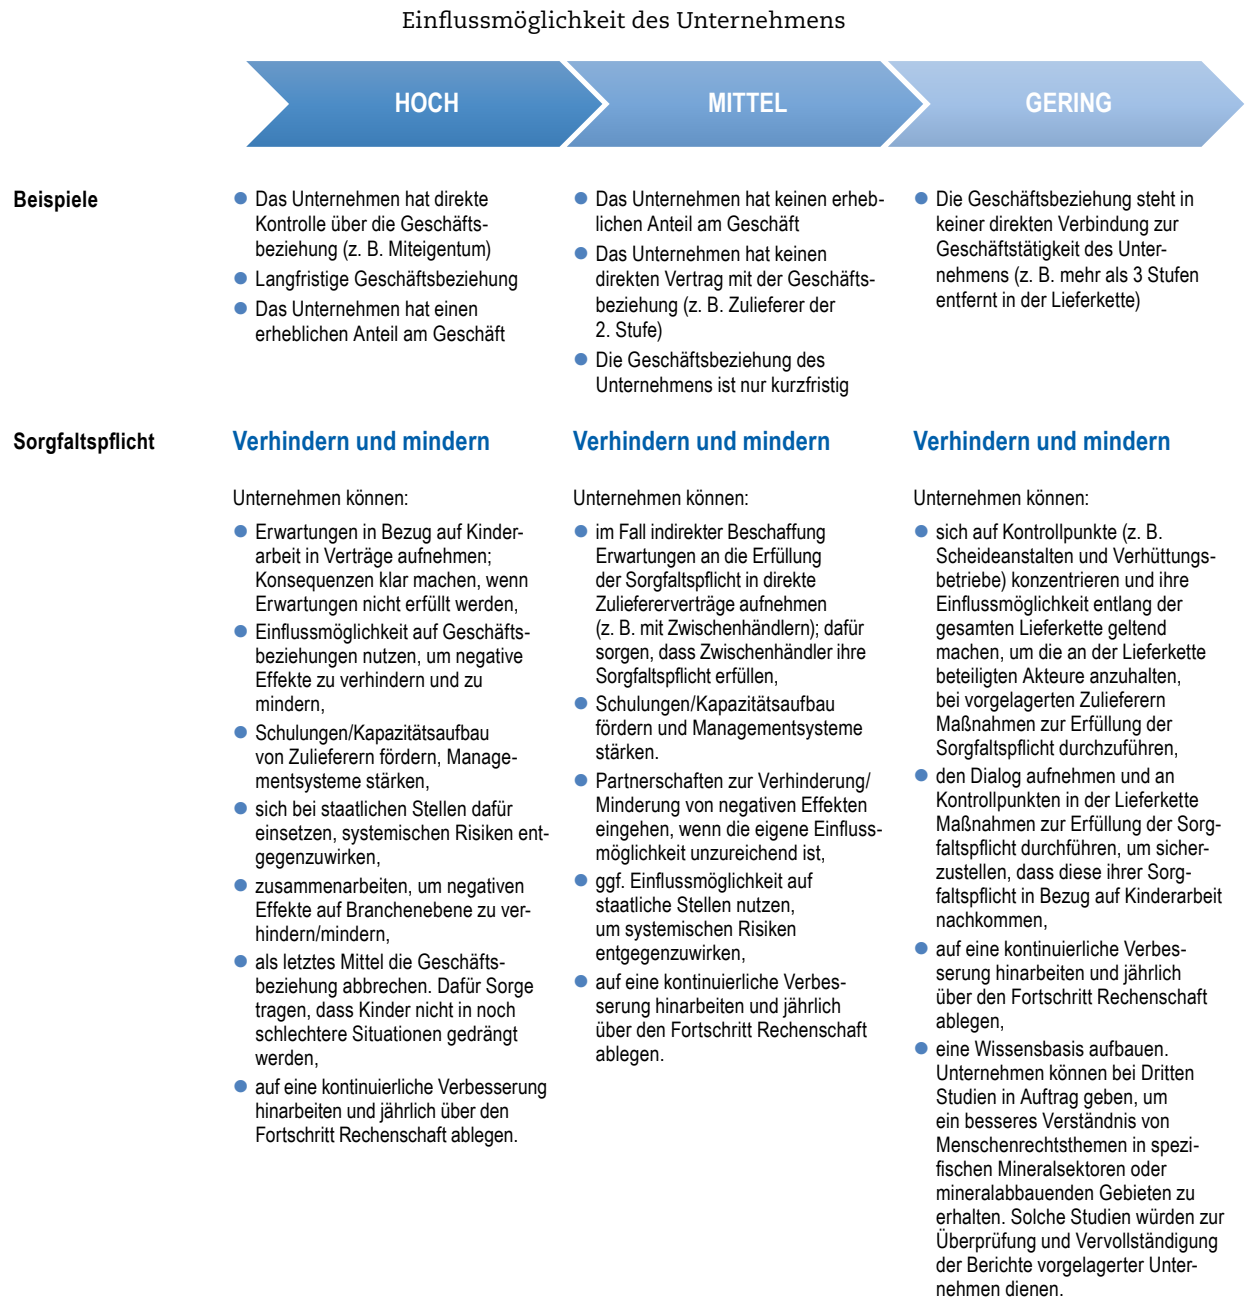 Einflussmöglichkeit des Unternehmens
HOCH
MITTEL
GERING
Beispiele
Das Unternehmen hat direkte
Kontrolle über die Geschäfts-
beziehung (z. B. Miteigentum)
Langfristige Geschäftsbeziehung
Das Unternehmen hat einen
erheblichen Anteil am Geschäft
Das Unternehmen hat keinen erheb-
lichen Anteil am Geschäft
Das Unternehmen hat keinen
direkten Vertrag mit der Geschäfts-
beziehung (z. B. Zulieferer der
2. Stufe)
Die Geschäftsbeziehung des
Unternehmens ist nur kurzfristig
Die Geschäftsbeziehung steht in
keiner direkten Verbindung zur
Geschäftstätigkeit des Unter-
nehmens (z. B. mehr als 3 Stufen
entfernt in der Lieferkette)
Sorgfaltspflicht
Verhindern und mindern
Unternehmen können:
Erwartungen in Bezug auf Kinder-
arbeit in Verträge aufnehmen;
Konsequenzen klar machen, wenn
Erwartungen nicht erfüllt werden,
Einflussmöglichkeit auf Geschäfts-
beziehungen nutzen, um negative
Effekte zu verhindern und zu
mindern,
Schulungen/Kapazitätsaufbau
von Zulieferern fördern, Manage-
mentsysteme stärken,
sich bei staatlichen Stellen dafür
einsetzen, systemischen Risiken ent-
gegenzuwirken,
zusammenarbeiten, um negativen
Effekte auf Branchenebene zu ver-
hindern/mindern,
als letztes Mittel die Geschäfts-
beziehung abbrechen. Dafür Sorge
tragen, dass Kinder nicht in noch
schlechtere Situationen gedrängt
werden,
auf eine kontinuierliche Verbesserung
hinarbeiten und jährlich über den
Fortschritt Rechenschaft ablegen.
Verhindern und mindern
Unternehmen können:
im Fall indirekter Beschaffung
Erwartungen an die Erfüllung
der Sorgfaltspflicht in direkte
Zuliefererverträge aufnehmen
(z. B. mit Zwischenhändlern); dafür
sorgen, dass Zwischenhändler ihre
Sorgfaltspflicht erfüllen,
Schulungen/Kapazitätsaufbau
fördern und Managementsysteme
stärken.
Partnerschaften zur Verhinderung/
Minderung von negativen Effekten
eingehen, wenn die eigene Einfluss-
möglichkeit unzureichend ist,
ggf. Einflussmöglichkeit auf
staatliche Stellen nutzen,
um systemischen Risiken
entgegenzuwirken,
auf eine kontinuierliche Verbes-
serung hinarbeiten und jährlich
über den Fortschritt Rechenschaft
ablegen.
Verhindern und mindern
Unternehmen können:
sich auf Kontrollpunkte (z. B.
Scheideanstalten und Verhüttungs-
betriebe) konzentrieren und ihre
Einflussmöglichkeit entlang der
gesamten Lieferkette geltend
machen, um die an der Lieferkette
beteiligten Akteure anzuhalten,
bei vorgelagerten Zulieferern
Maßnahmen zur Erfüllung der
Sorgfaltspflicht durchzuführen,
den Dialog aufnehmen und an
Kontrollpunkten in der Lieferkette
Maßnahmen zur Erfüllung der Sorg-
faltspflicht durchführen, um sicher-
zustellen, dass diese ihrer Sorg-
faltspflicht in Bezug auf Kinderarbeit
nachkommen,
auf eine kontinuierliche Verbes-
serung hinarbeiten und jährlich
über den Fortschritt Rechenschaft
ablegen,
eine Wissensbasis aufbauen.
Unternehmen können bei Dritten
Studien in Auftrag geben, um
ein besseres Verständnis von
Menschenrechtsthemen in spezi-
fischen Mineralsektoren oder
mineralabbauenden Gebieten zu
erhalten. Solche Studien würden zur
Überprüfung und Vervollständigung
der Berichte vorgelagerter Unter-
nehmen dienen.